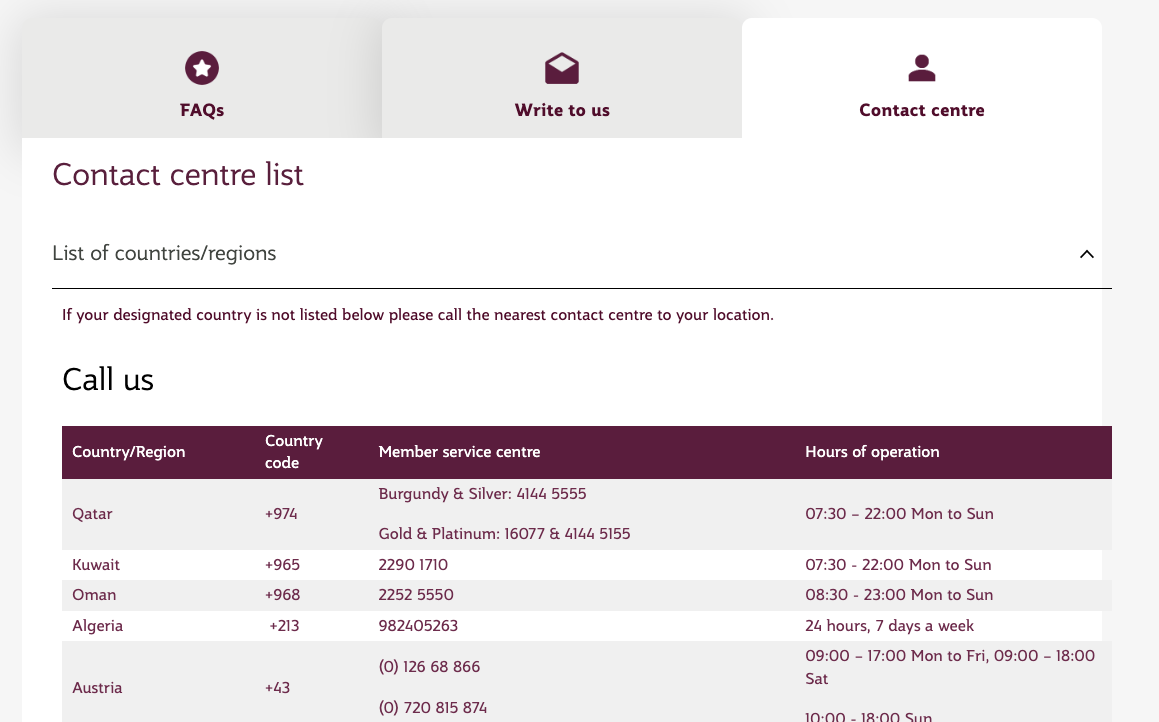 FAQs
Write to us
Contact centre
Contact centre list
List of countries/regions
If your designated country is not listed below please call the nearest contact centre to your location.
Call us
Country/Region
Country
code
Member service centre
Hours of operation
Qatar
+974
Burgundy & Silver: 4144 5555
Gold & Platinum: 16077 & 4144 5155
07:30 – 22:00 Mon to Sun
Kuwait +965 2290 1710 07:30 - 22:00 Mon to Sun
Oman +968 2252 5550 08:30 - 23:00 Mon to Sun
Algeria +213 982405263 24 hours, 7 days a week
Austria
+43
(0) 126 68 866
(0) 720 815 874
09:00 – 17:00 Mon to Fri, 09:00 – 18:00
Sat
10:00 - 18:00 Sun